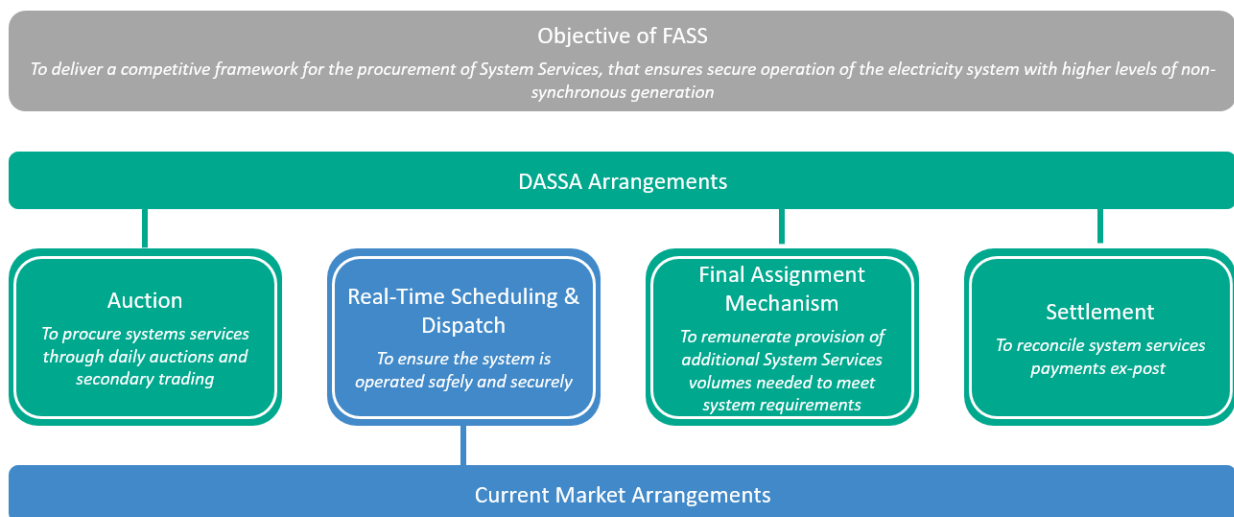 Objective of FASS
To deliver a competitive framework for the procurement of System Services, that ensures secure operation of the electricity system with higher levels of non-
synchronous generation
DASSA Arrangements
Auction
To procure systems services
through daily auctions and
secondary trading
Real-Time Scheduling &
Dispatch
To ensure the system is
operated safely and securely
Final Assignment
Mechanism
To remunerate provision of
additional System Services
volumes needed to meet
system requirements
Settlement
To reconcile system services
payments ex-post
Current Market Arrangements